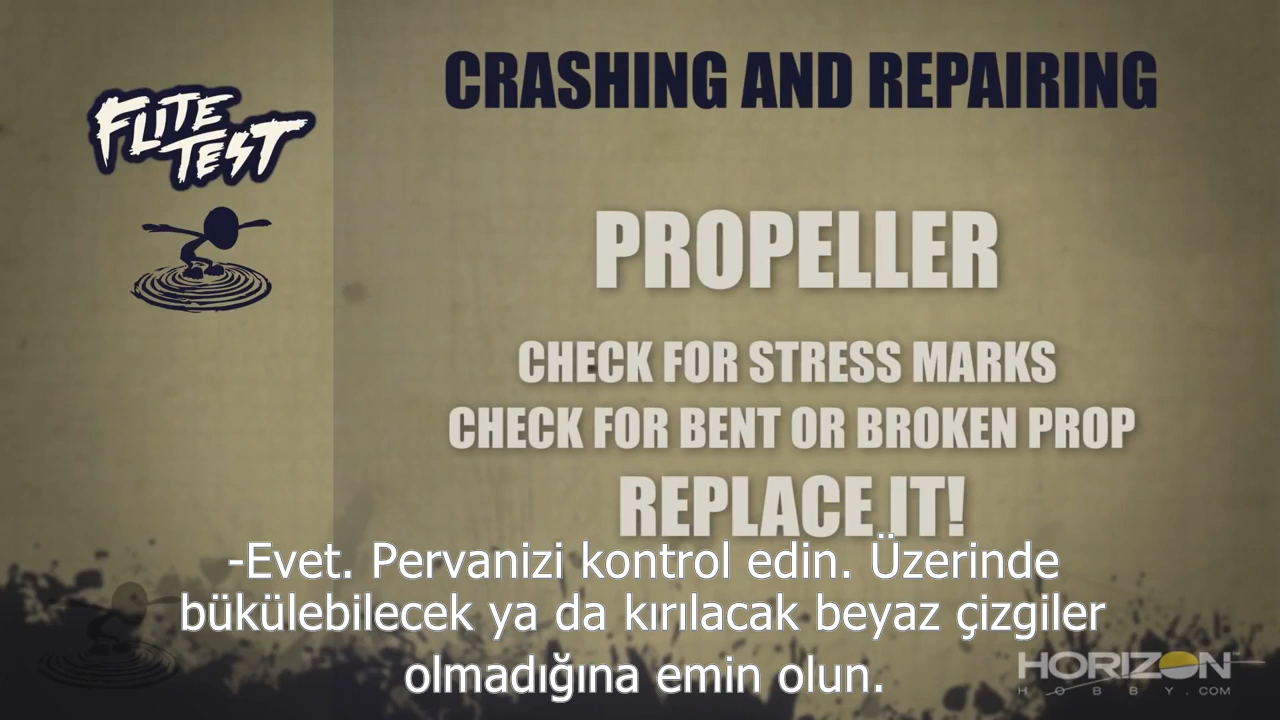 FLITE
TEST
CRASHING AND REPAIRING
PROPELLER
CHECK FOR STRESS MARKS
CHECK FOR BENT OR BROKEN PROP
REPLACE IT!
-Evet. Pervanizi kontrol edin. Üzerinde
bükülebilecek ya da kırılacak beyaz çizgiler
olmadığına emin olun.
HORIZON
HOBBY.COM